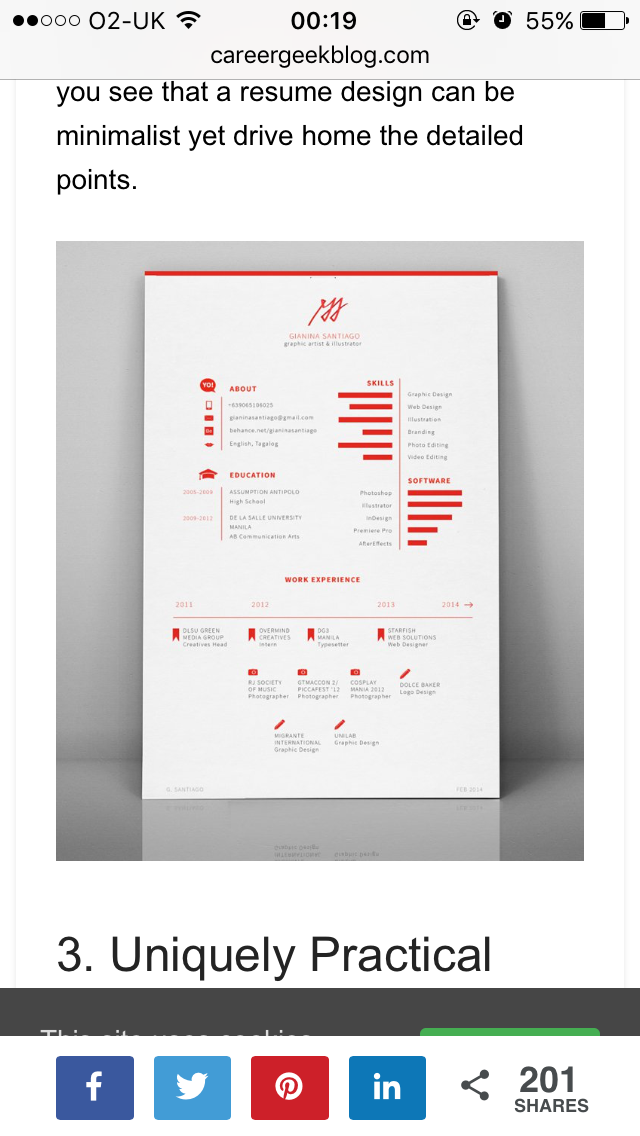 O2-UK 00:19 55%
careergeekblog.com
you see that a resume design can be
minimalist yet drive home the detailed
points.
GIANINA SANTIAGO
graphic artist & illustrator
YO!
ABOUT
+639065196025
gianinasantiago@gmail.com
behance.net/gianinasantiago
English, Tagalog
EDUCATION
2005-2009 ASSUMPTION ANTIPOLO
High School
2009-2012 DE LA SALLE UNIVERSITY
MANILA
AB Communication Arts
SKILLS
Graphic Design
Web Design
Illustration
Branding
Photo Editing
Video Editing
SOFTWARE
Photoshop
Illustrator
InDesign
Premiere Pro
AfterEffects
WORK EXPERIENCE
2011 2012 2013 2014
DLSU GREEN
MEDIA GROUP
Creatives Head
OVERMIND
CREATIVES
Intern
DG3
MANILA
Typesetter
STARFISH
WEB SOLUTIONS
Web Designer
RJ SOCIETY
OF MUSIC
Photographer
GTMACCON 2/
PICCAFEST '12
Photographer
COSPLAY
MANIA 2012
Photographer
DOLCE BAKER
Logo Design
MIGRANTE
INTERNATIONAL
Graphic Design
UNILAB
Graphic Design
G. SANTIAGO FEB 2014
3. Uniquely Practical
This site uses cookies
f
in
201
SHARES